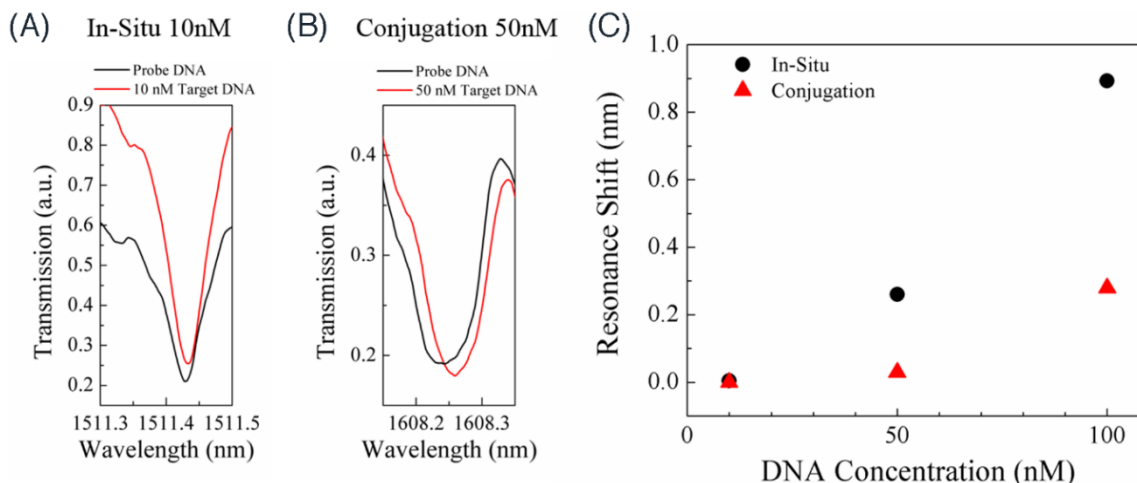 (A) In-Situ 10nM
Probe DNA
10 nM Target DNA
0.9
0.8
0.7
0.6
0.5
0.4
0.3
0.2
Transmission (a.u.)
1511.3 1511.4 1511.5
Wavelength (nm)
(B) Conjugation 50nM
Probe DNA
50 nM Target DNA
0.4
0.3
0.2
Transmission (a.u.)
1608.2 1608.3
Wavelength (nm)
(C)
In-Situ
Conjugation
1.0
0.8
0.6
0.4
0.2
0.0
Resonance Shift (nm)
0 50 100
DNA Concentration (nM)